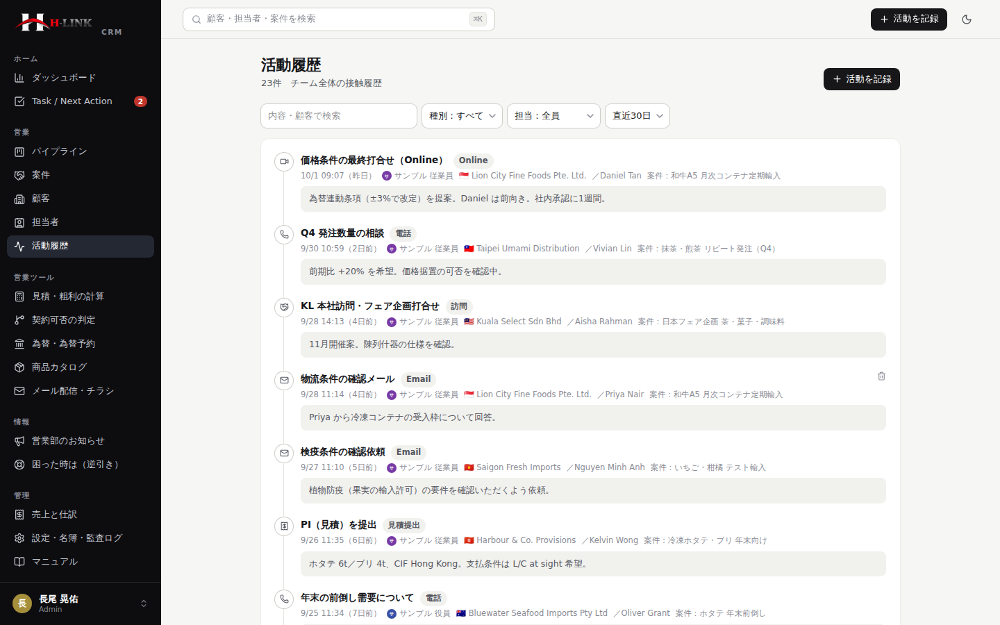 H-LINK CRM
ホーム
ダッシュボード
Task / Next Action 2
営業
パイプライン
案件
顧客
担当者
活動履歴
営業ツール
見積・粗利の計算
契約可否の判定
為替・為替予約
商品カタログ
メール配信・チラシ
情報
営業部のお知らせ
困った時は（逆引き）
管理
売上と仕訳
設定・名簿・監査ログ
マニュアル
長 長尾 晃佑
Admin
顧客・担当者・案件を検索 ⌘K
活動を記録
活動履歴
23件 チーム全体の接触履歴
活動を記録
内容・顧客で検索 種別：すべて 担当：全員 直近30日
価格条件の最終打合せ（Online） Online
10/1 09:07（昨日） サ サンプル 従業員 🇸🇬 Lion City Fine Foods Pte. Ltd. ／Daniel Tan 案件：和牛A5 月次コンテナ定期輸入
為替連動条項（±3%で改定）を提案。Daniel は前向き。社内承認に1週間。
Q4 発注数量の相談 電話
9/30 10:59（2日前） サ サンプル 従業員 🇹🇼 Taipei Umami Distribution ／Vivian Lin 案件：抹茶・煎茶 リピート発注（Q4）
前期比 +20% を希望。価格据置の可否を確認中。
KL 本社訪問・フェア企画打合せ 訪問
9/28 14:13（4日前） サ サンプル 従業員 🇲🇾 Kuala Select Sdn Bhd ／Aisha Rahman 案件：日本フェア企画 茶・菓子・調味料
11月開催案。陳列什器の仕様を確認。
物流条件の確認メール Email
9/28 11:14（4日前） サ サンプル 従業員 🇸🇬 Lion City Fine Foods Pte. Ltd. ／Priya Nair 案件：和牛A5 月次コンテナ定期輸入
Priya から冷凍コンテナの受入枠について回答。
検疫条件の確認依頼 Email
9/27 11:10（5日前） サ サンプル 従業員 🇻🇳 Saigon Fresh Imports ／Nguyen Minh Anh 案件：いちご・柑橘 テスト輸入
植物防疫（果実の輸入許可）の要件を確認いただくよう依頼。
PI（見積）を提出 見積提出
9/26 11:35（6日前） サ サンプル 従業員 🇭🇰 Harbour & Co. Provisions ／Kelvin Wong 案件：冷凍ホタテ・ブリ 年末向け
ホタテ 6t／ブリ 4t、CIF Hong Kong。支払条件は L/C at sight 希望。
年末の前倒し需要について 電話
9/25 11:34（7日前） サ サンプル 役員 🇦🇺 Bluewater Seafood Imports Pty Ltd ／Oliver Grant 案件：ホタテ 年末前倒し